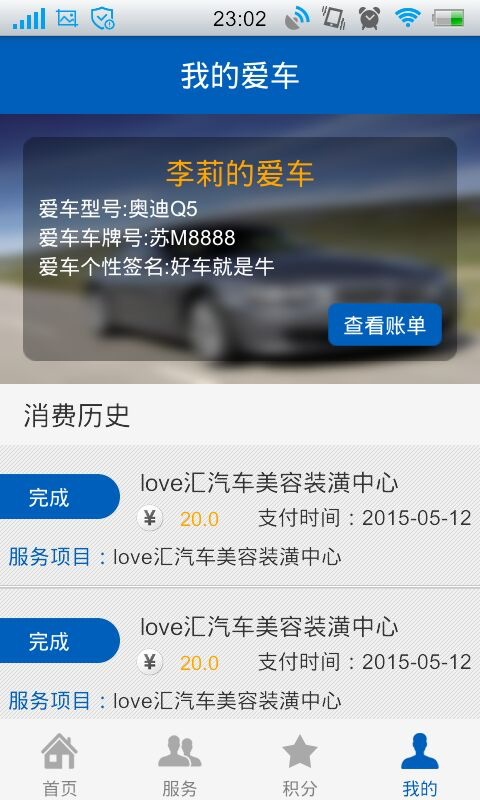 23:02
我的爱车
李莉的爱车
爱车型号:奥迪Q5
爱车车牌号:苏M8888
爱车个性签名:好车就是牛
查看账单
消费历史
love汇汽车美容装潢中心
完成
¥ 20.0 支付时间：2015-05-12
服务项目：love汇汽车美容装潢中心
love汇汽车美容装潢中心
完成
¥ 20.0 支付时间：2015-05-12
服务项目：love汇汽车美容装潢中心
首页 服务 积分 我的